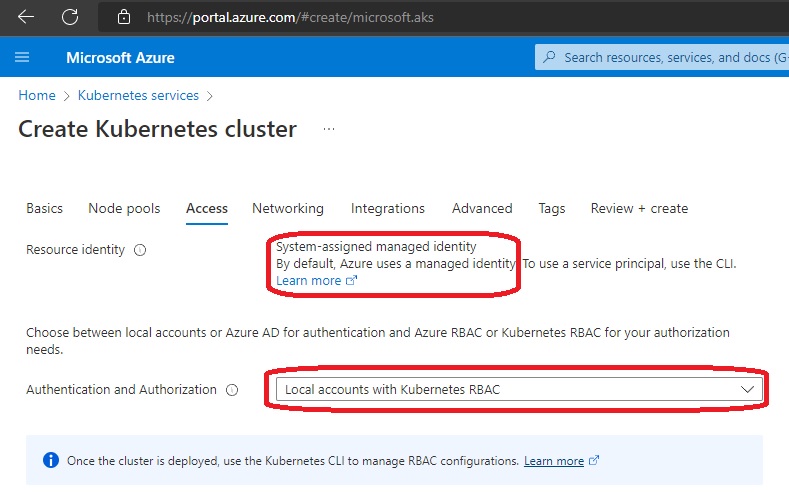 https://portal.azure.com/#create/microsoft.aks
Microsoft Azure
Search resources, services, and docs (G+
Home > Kubernetes services >
Create Kubernetes cluster ...
Basics Node pools Access Networking Integrations Advanced Tags Review + create
Resource identity
System-assigned managed identity
By default, Azure uses a managed identity. To use a service principal, use the CLI.
Learn more
Choose between local accounts or Azure AD for authentication and Azure RBAC or Kubernetes RBAC for your authorization
needs.
Authentication and Authorization
Local accounts with Kubernetes RBAC
Once the cluster is deployed, use the Kubernetes CLI to manage RBAC configurations. Learn more